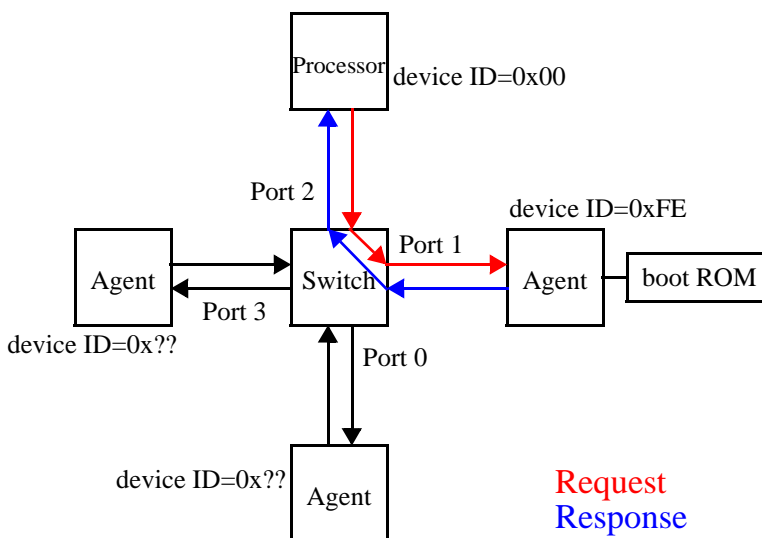 Processor
device ID=0x00
Port 2
device ID=0xFE
Port 1
Agent
Switch
Agent
boot ROM
Port 3
device ID=0x??
Port 0
device ID=0x??
Agent
Request
Response